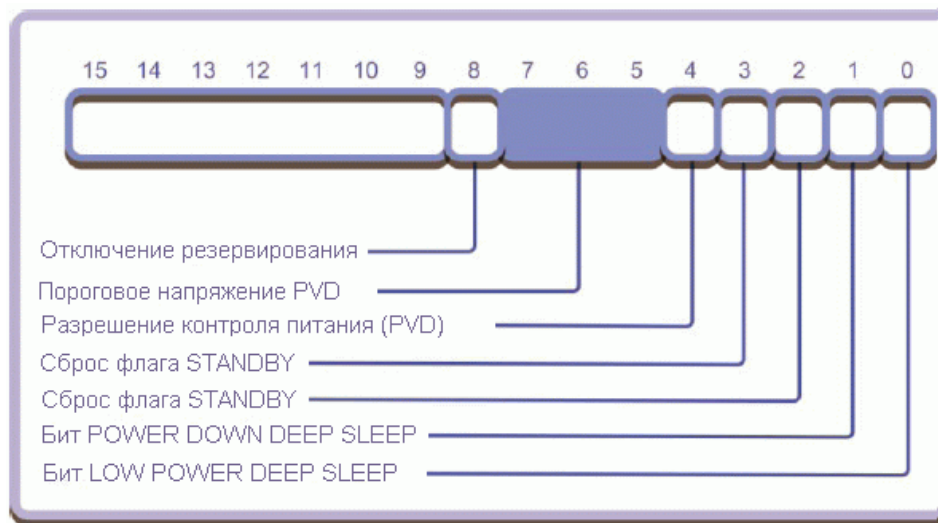 15 14 13 12 11 10 9 8 7 6 5 4 3 2 1 0
Отключение резервирования
Пороговое напряжение PVD
Разрешение контроля питания (PVD)
Сброс флага STANDBY
Сброс флага STANDBY
Бит POWER DOWN DEEP SLEEP
Бит LOW POWER DEEP SLEEP